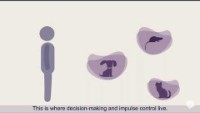 This is where decision-making and impulse control live.